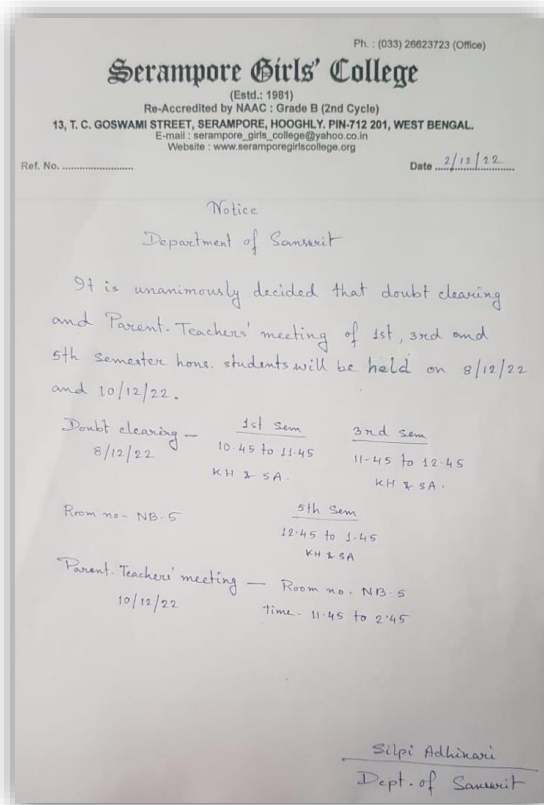 Ph. : (033) 26623723 (Office)
Serampore Girls' College
(Estd.: 1981)
Re-Accredited by NAAC : Grade B (2nd Cycle)
13, T. C. GOSWAMI STREET, SERAMPORE, HOOGHLY. PIN-712 201, WEST BENGAL.
E-mail : serampore_girls_college@yahoo.co.in
Website : www.seramporegirlscollege.org
Ref. No. ........................ Date 2/12/22
Notice
Department of Sanskrit
It is unanimously decided that doubt clearing
and Parent-Teachers' meeting of 1st, 3rd and
5th Semester hons. students will be held on 8/12/22
and 10/12/22.
Doubt clearing — 1st Sem 3rd sem
8/12/22 10.45 to 11.45 11-45 to 12.45
KH & SA. KH & SA.
Room no- NB-5 5th Sem
12.45 to 1.45
KH & SA
Parent-Teachers' meeting — Room no. NB-5
10/12/22 Time- 11-45 to 2.45
Silpi Adhikari
Dept. of Sanskrit